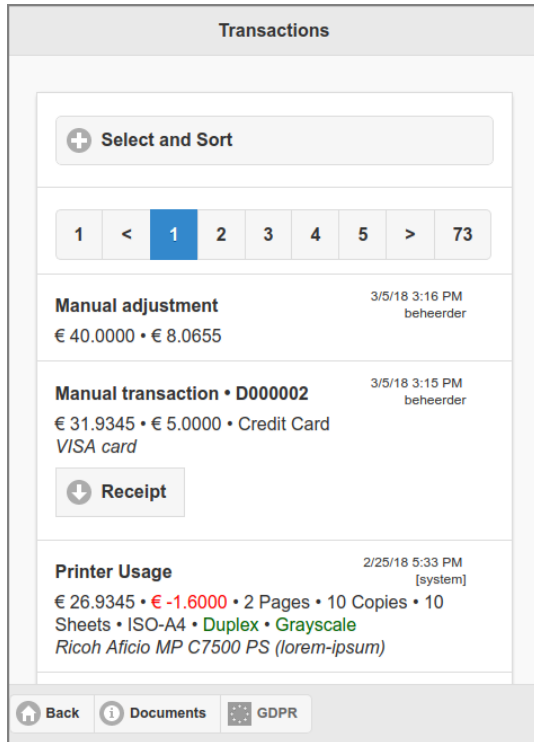 Transactions
Select and Sort
1 < 1 2 3 4 5 > 73
Manual adjustment
3/5/18 3:16 PM
beheerder
€ 40.0000 • € 8.0655
Manual transaction • D000002
3/5/18 3:15 PM
beheerder
€ 31.9345 • € 5.0000 • Credit Card
VISA card
Receipt
Printer Usage
2/25/18 5:33 PM
[system]
€ 26.9345 • € -1.6000 • 2 Pages • 10 Copies • 10
Sheets • ISO-A4 • Duplex • Grayscale
Ricoh Aficio MP C7500 PS (lorem-ipsum)
Back Documents GDPR